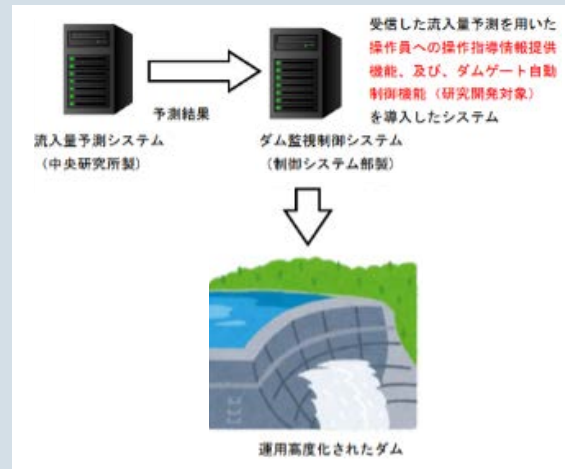 受信した流入量予測を用いた
操作員への操作指導情報提供
機能、及び、ダムゲート自動
制御機能（研究開発対象）
を導入したシステム
予測結果
流入量予測システム
（中央研究所製）
ダム監視制御システム
（制御システム部製）
運用高度化されたダム